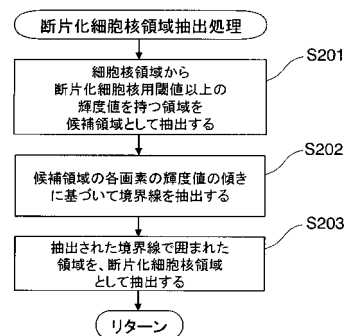 断片化細胞核領域抽出処理
S201
細胞核領域から
断片化細胞核用閾値以上の
輝度値を持つ領域を
候補領域として抽出する
S202
候補領域の各画素の輝度値の傾き
に基づいて境界線を抽出する
S203
抽出された境界線で囲まれた
領域を、断片化細胞核領域
として抽出する
リターン